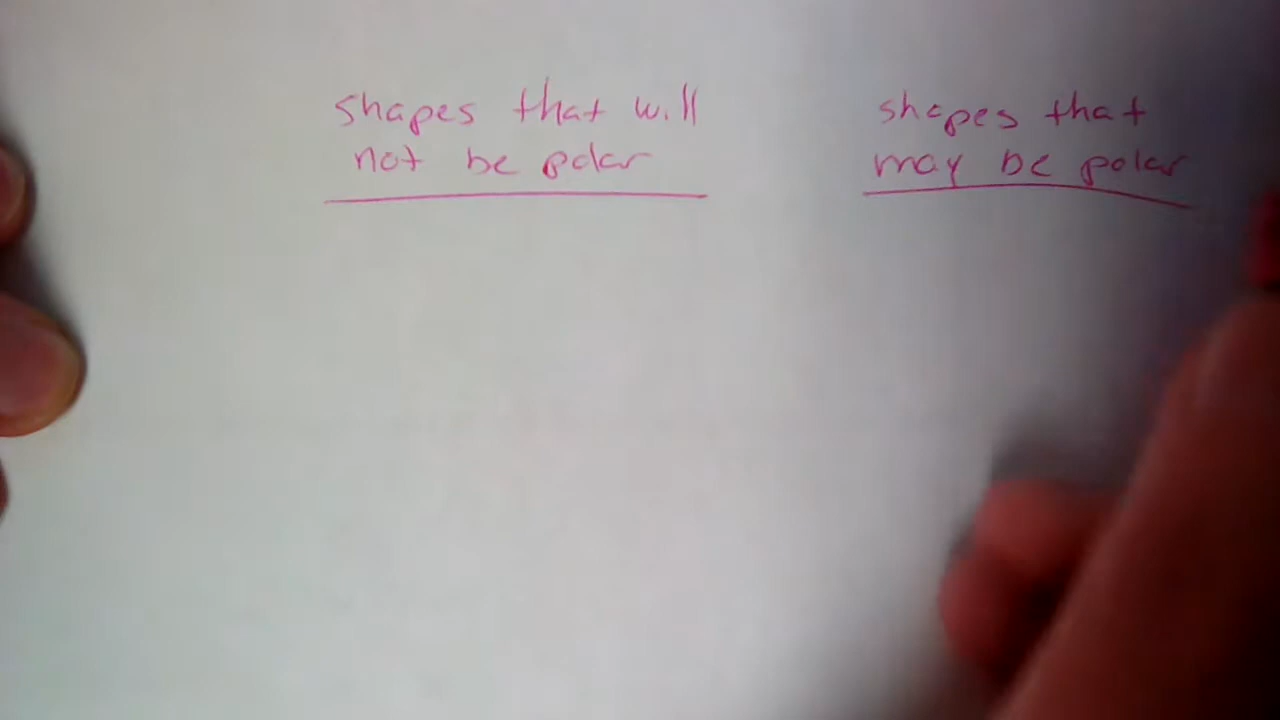 shapes that will
not be polar
shapes that
may be polar